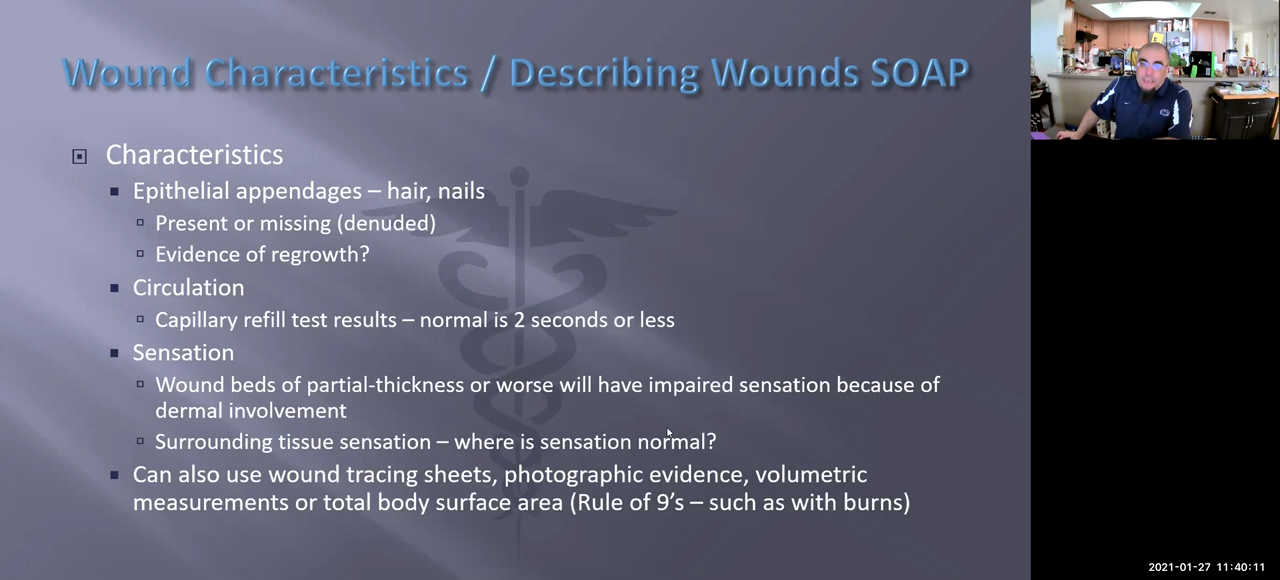 Wound Characteristics / Describing Wounds SOAP
Characteristics
Epithelial appendages – hair, nails
Present or missing (denuded)
Evidence of regrowth?
Circulation
Capillary refill test results – normal is 2 seconds or less
Sensation
Wound beds of partial-thickness or worse will have impaired sensation because of
dermal involvement
Surrounding tissue sensation – where is sensation normal?
Can also use wound tracing sheets, photographic evidence, volumetric
measurements or total body surface area (Rule of 9’s – such as with burns)
2021-01-27 11:40:11